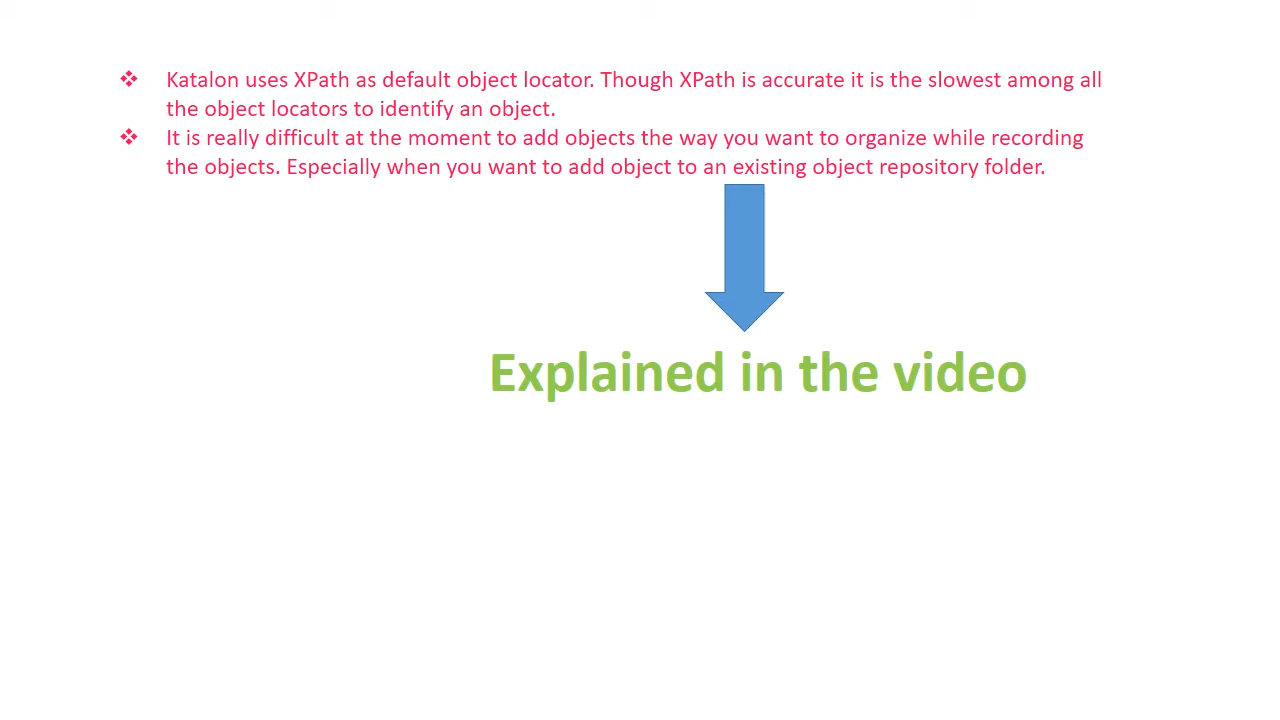 ❖ Katalon uses XPath as default object locator. Though XPath is accurate it is the slowest among all
the object locators to identify an object.
❖ It is really difficult at the moment to add objects the way you want to organize while recording
the objects. Especially when you want to add object to an existing object repository folder.
Explained in the video